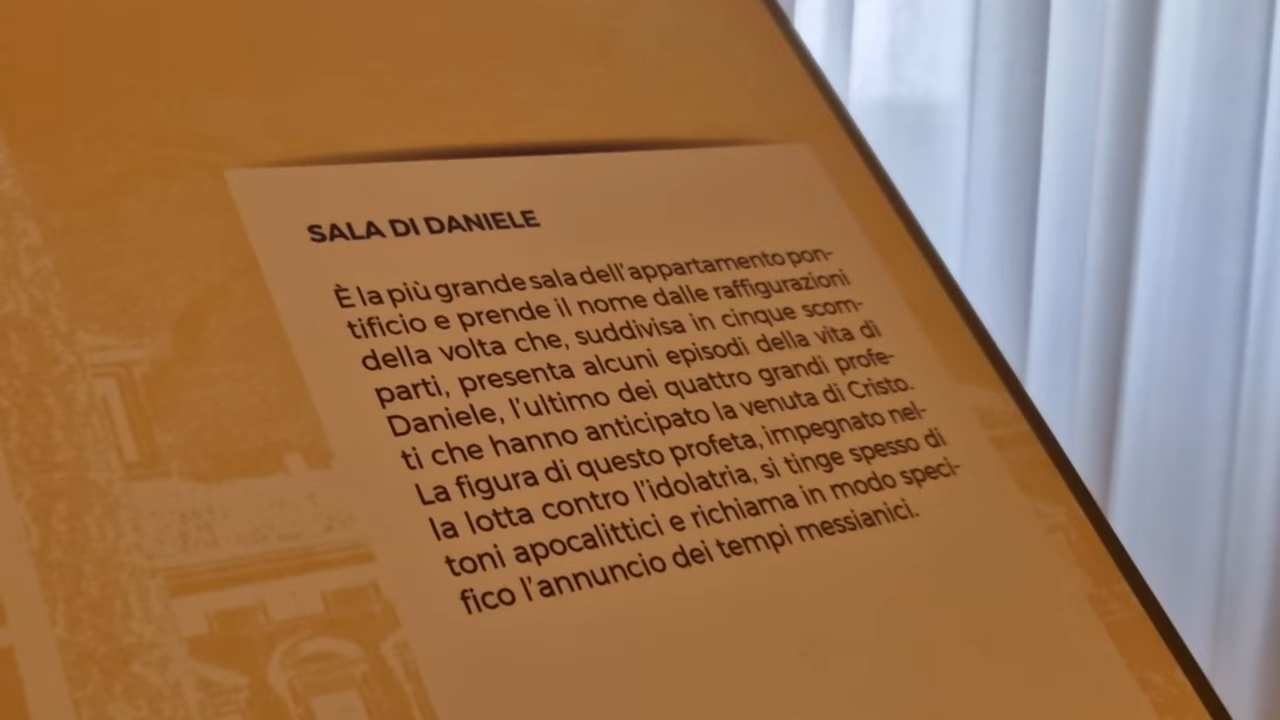 SALA DI DANIELE
È la più grande sala dell'appartamento pon-
tificio e prende il nome dalle raffigurazioni
della volta che, suddivisa in cinque scom-
parti, presenta alcuni episodi della vita di
Daniele, l'ultimo dei quattro grandi profe-
ti che hanno anticipato la venuta di Cristo.
La figura di questo profeta, impegnato nel-
la lotta contro l'idolatria, si tinge spesso di
toni apocalittici e richiama in modo speci-
fico l'annuncio dei tempi messianici.